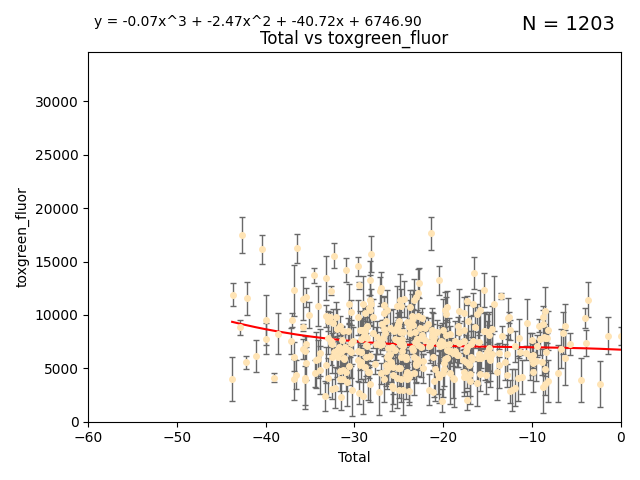 y = -0.07x^3 + -2.47x^2 + -40.72x + 6746.90
N = 1203
Total vs toxgreen_fluor
toxgreen_fluor
30000
25000
20000
15000
10000
5000
0
−60
−50
−40
−30
−20
−10
0
Total